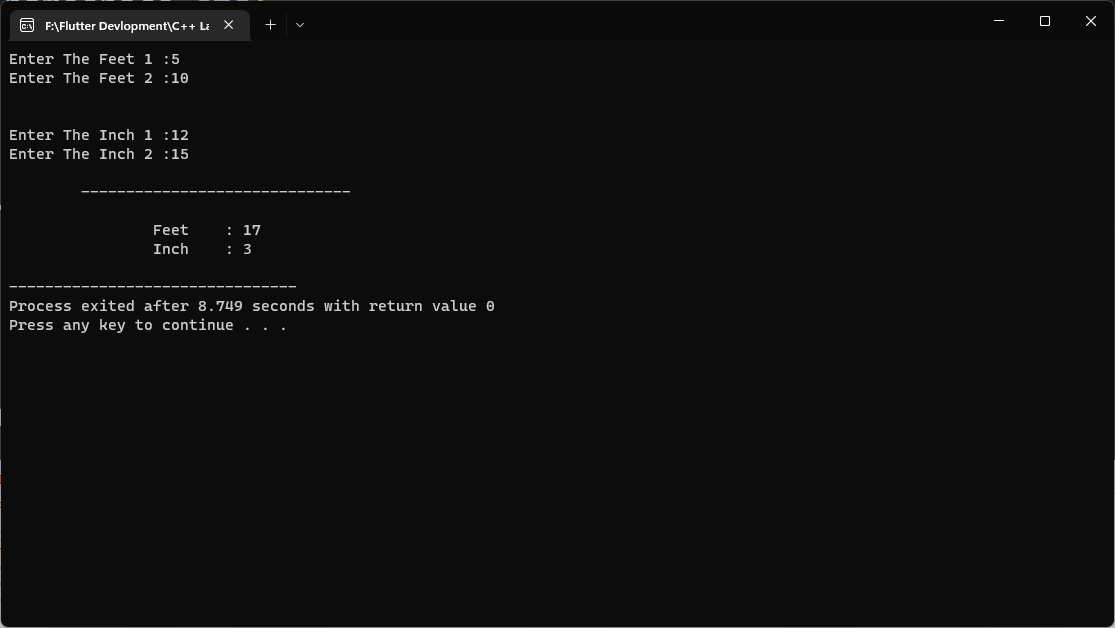 F:\Flutter Devlopment\C++ La
Enter The Feet 1 :5
Enter The Feet 2 :10
Enter The Inch 1 :12
Enter The Inch 2 :15
------------------------------
Feet    : 17
Inch    : 3
--------------------------------
Process exited after 8.749 seconds with return value 0
Press any key to continue . . .